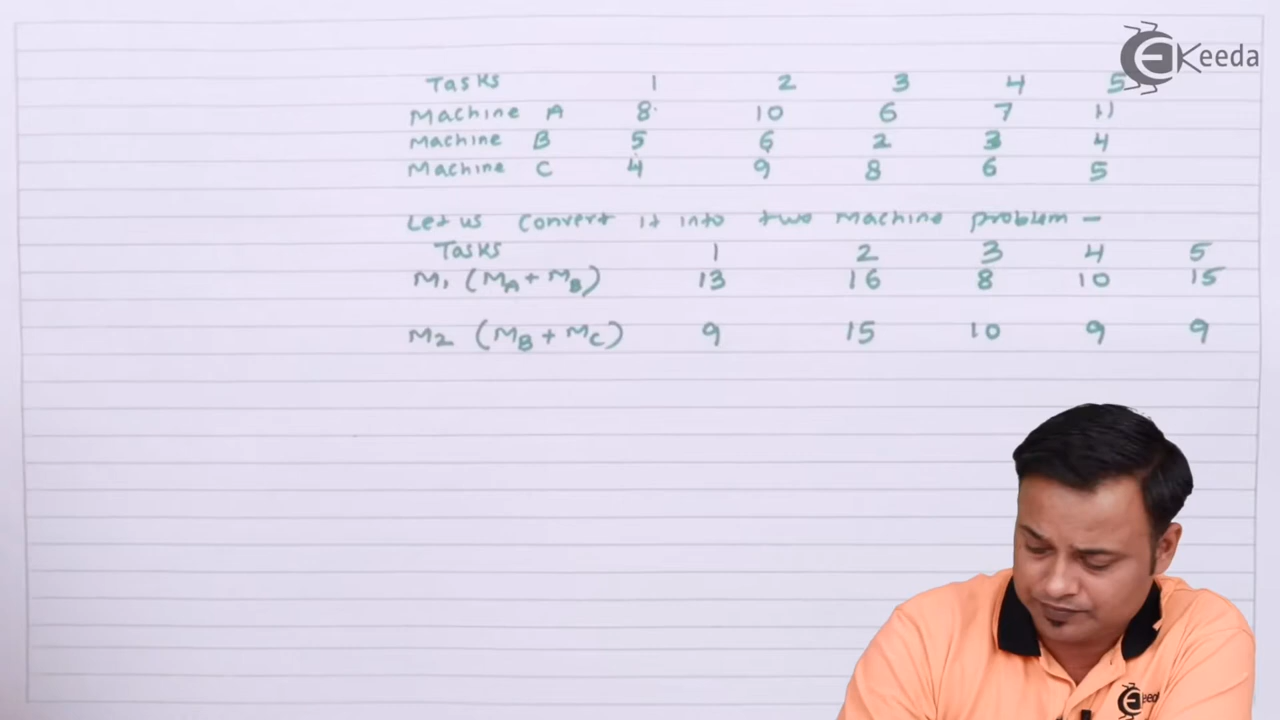 EKeeda
Tasks 1 2 3 4 5
Machine A 8 10 6 7 11
Machine B 5 6 2 3 4
Machine C 4 9 8 6 5
Let us convert it into two Machine problem -
Tasks 1 2 3 4 5
M1 (MA + MB) 13 16 8 10 15
M2 (MB + MC) 9 15 10 9 9